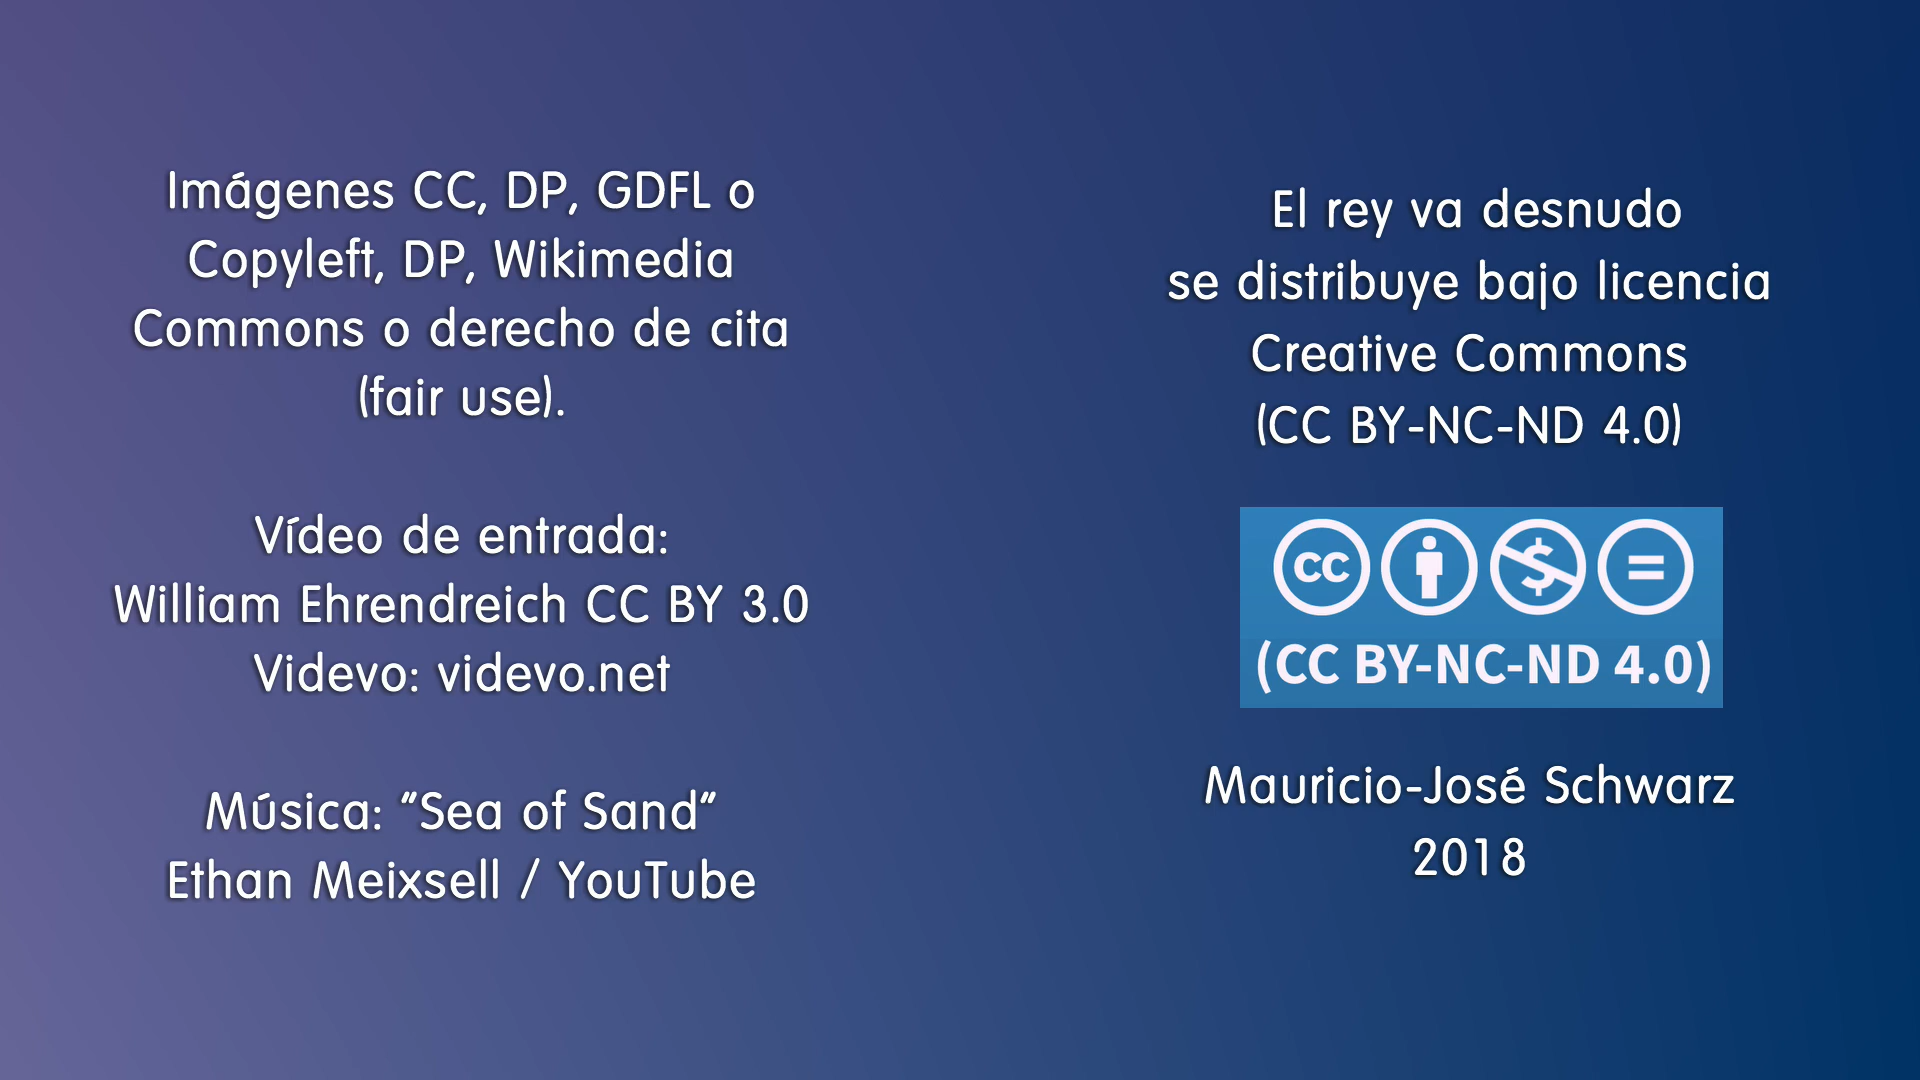 Imágenes CC, DP, GDFL o
Copyleft, DP, Wikimedia
Commons o derecho de cita
(fair use).
Vídeo de entrada:
William Ehrendreich CC BY 3.0
Videvo: videvo.net
Música: "Sea of Sand"
Ethan Meixsell / YouTube
El rey va desnudo
se distribuye bajo licencia
Creative Commons
(CC BY-NC-ND 4.0)
cc $ =
(CC BY-NC-ND 4.0)
Mauricio-José Schwarz
2018